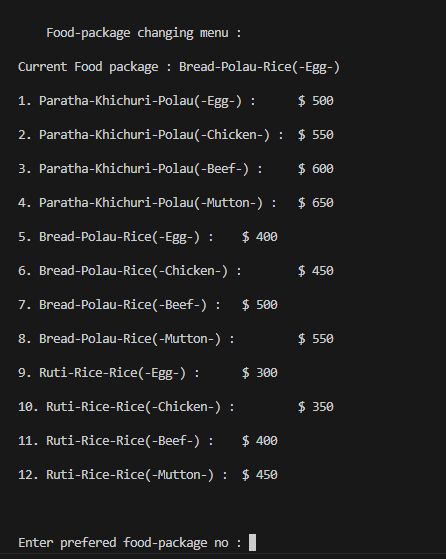 Food-package changing menu :
Current Food package : Bread-Polau-Rice(-Egg-)
1. Paratha-Khichuri-Polau(-Egg-) : $ 500
2. Paratha-Khichuri-Polau(-Chicken-) : $ 550
3. Paratha-Khichuri-Polau(-Beef-) : $ 600
4. Paratha-Khichuri-Polau(-Mutton-) : $ 650
5. Bread-Polau-Rice(-Egg-) : $ 400
6. Bread-Polau-Rice(-Chicken-) : $ 450
7. Bread-Polau-Rice(-Beef-) : $ 500
8. Bread-Polau-Rice(-Mutton-) : $ 550
9. Ruti-Rice-Rice(-Egg-) : $ 300
10. Ruti-Rice-Rice(-Chicken-) : $ 350
11. Ruti-Rice-Rice(-Beef-) : $ 400
12. Ruti-Rice-Rice(-Mutton-) : $ 450
Enter prefered food-package no :